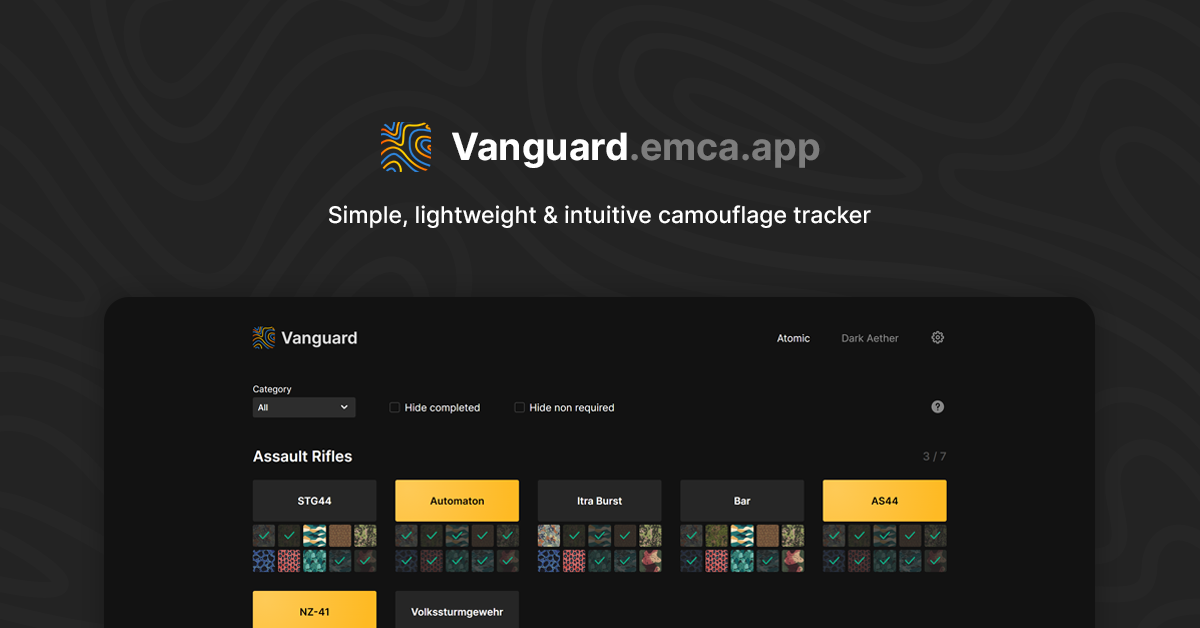 Vanguard.emca.app
Simple, lightweight & intuitive camouflage tracker
Vanguard
Atomic
Dark Aether
Category
All
Hide completed
Hide non required
?
Assault Rifles
3 / 7
STG44
Automaton
Itra Burst
Bar
AS44
NZ-41
Volkssturmgewehr